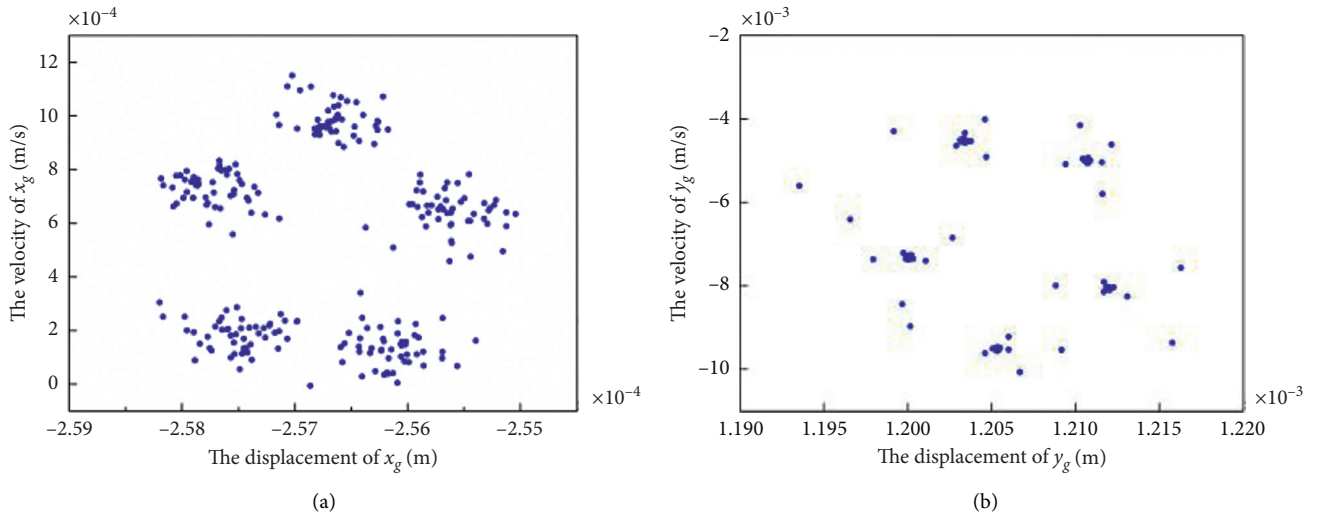 ×10⁻⁴
12
10
8
6
4
2
0
−2.59 −2.58 −2.57 −2.56 −2.55
×10⁻⁴
The velocity of x_g (m/s)
The displacement of x_g (m)
(a)
×10⁻³
−2
−4
−6
−8
−10
1.190 1.195 1.200 1.205 1.210 1.215 1.220
×10⁻³
The velocity of y_g (m/s)
The displacement of y_g (m)
(b)